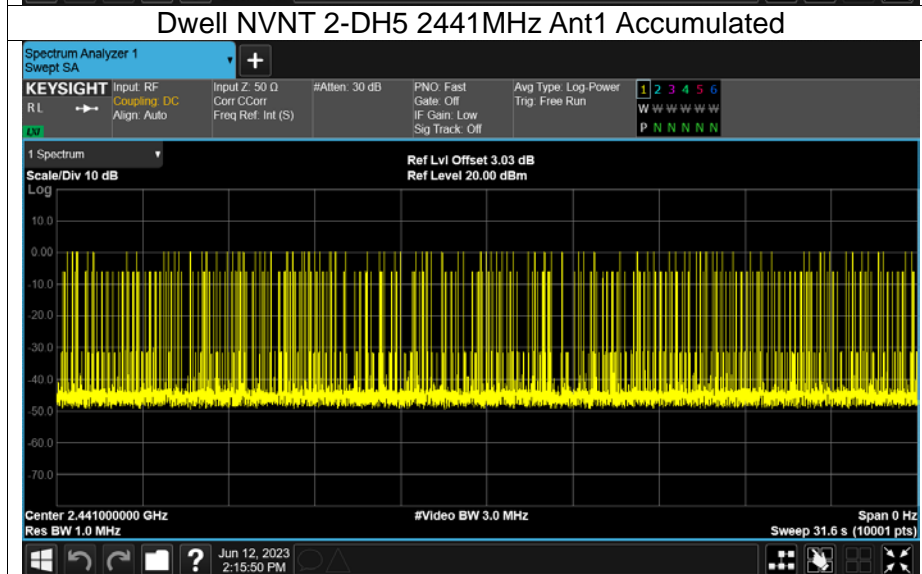 Dwell NVNT 2-DH5 2441MHz Ant1 Accumulated
Spectrum Analyzer 1
Swept SA
+
KEYSIGHT
RL
LXI
Input: RF
Coupling: DC
Align: Auto
Input Z: 50 Ω
Corr CCorr
Freq Ref: Int (S)
#Atten: 30 dB
PNO: Fast
Gate: Off
IF Gain: Low
Sig Track: Off
Avg Type: Log-Power
Trig: Free Run
1 2 3 4 5 6
W W W W W W
P N N N N N
1 Spectrum
Scale/Div 10 dB
Log
Ref Lvl Offset 3.03 dB
Ref Level 20.00 dBm
10.0
0.00
-10.0
-20.0
-30.0
-40.0
-50.0
-60.0
-70.0
Center 2.441000000 GHz
Res BW 1.0 MHz
#Video BW 3.0 MHz
Span 0 Hz
Sweep 31.6 s (10001 pts)
?
Jun 12, 2023
2:15:50 PM